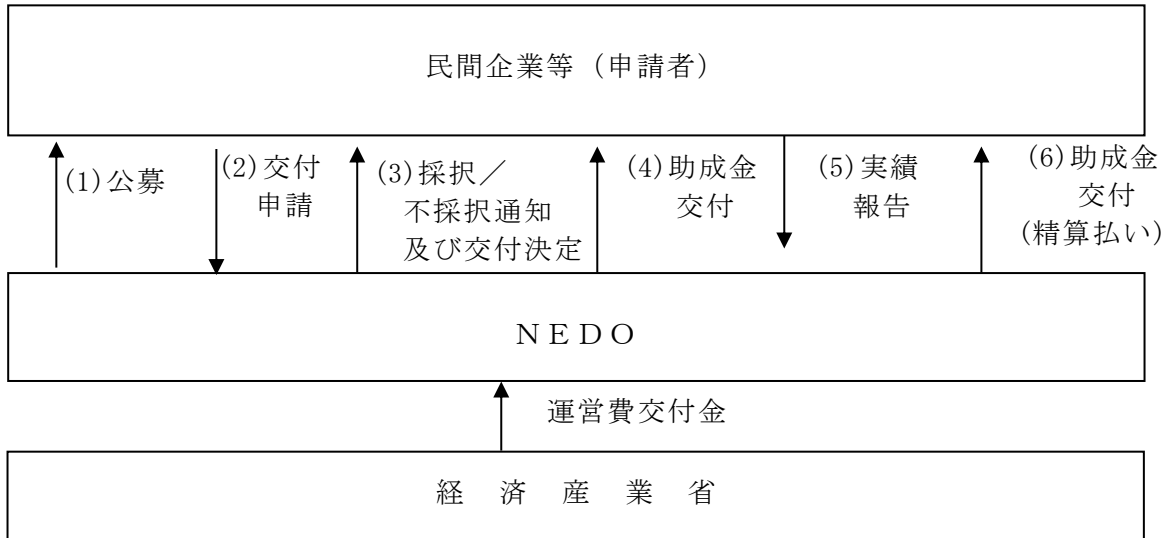 民間企業等（申請者）
(1)公募
(2)交付
申請
(3)採択／
不採択通知
及び交付決定
(4)助成金
交付
(5)実績
報告
(6)助成金
交付
(精算払い)
ＮＥＤＯ
運営費交付金
経　済　産　業　省